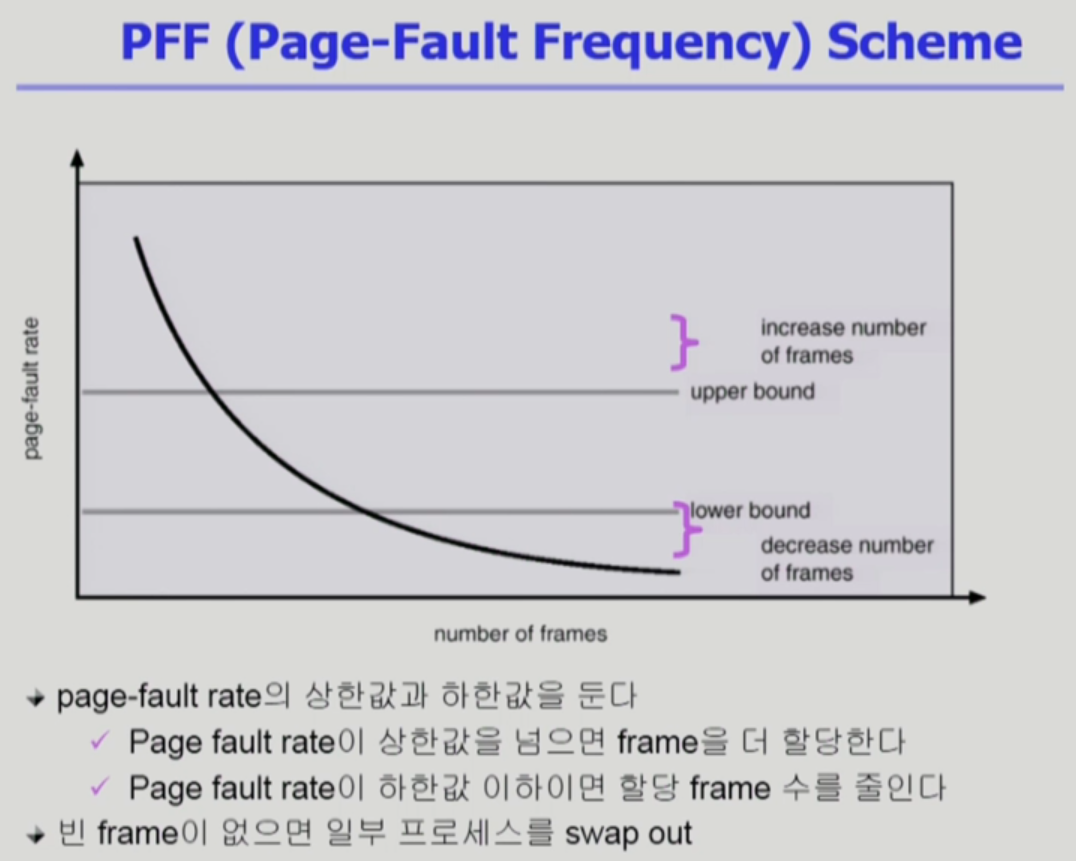 PFF (Page-Fault Frequency) Scheme
page-fault rate
increase number
of frames
upper bound
lower bound
decrease number
of frames
number of frames
page-fault rate의 상한값과 하한값을 둔다
Page fault rate이 상한값을 넘으면 frame을 더 할당한다
Page fault rate이 하한값 이하이면 할당 frame 수를 줄인다
빈 frame이 없으면 일부 프로세스를 swap out